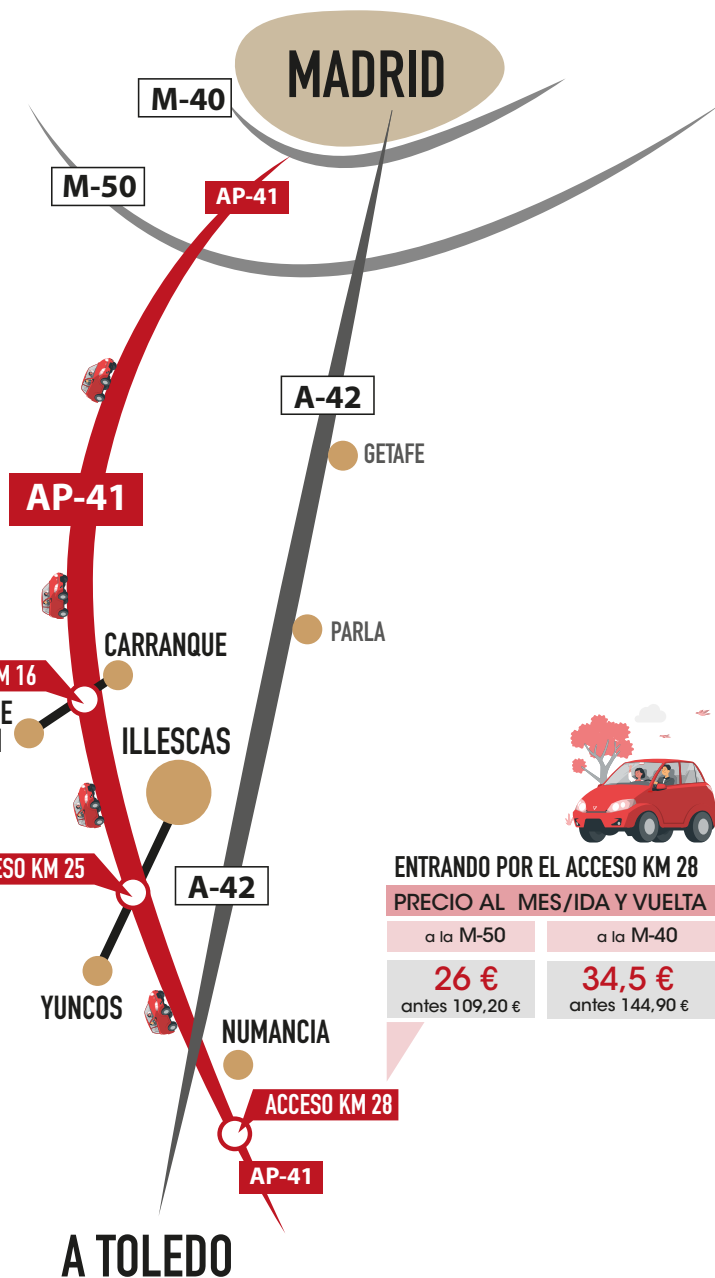 MADRID
M-40
M-50
AP-41
A-42
GETAFE
AP-41
PARLA
CARRANQUE
16
ILLESCAS
KM 25
A-42
YUNCOS
NUMANCIA
ENTRANDO POR EL ACCESO KM 28
PRECIO AL MES/IDA Y VUELTA
a la M-50
a la M-40
26 €
antes 109,20 €
34,5 €
antes 144,90 €
ACCESO KM 28
AP-41
A TOLEDO